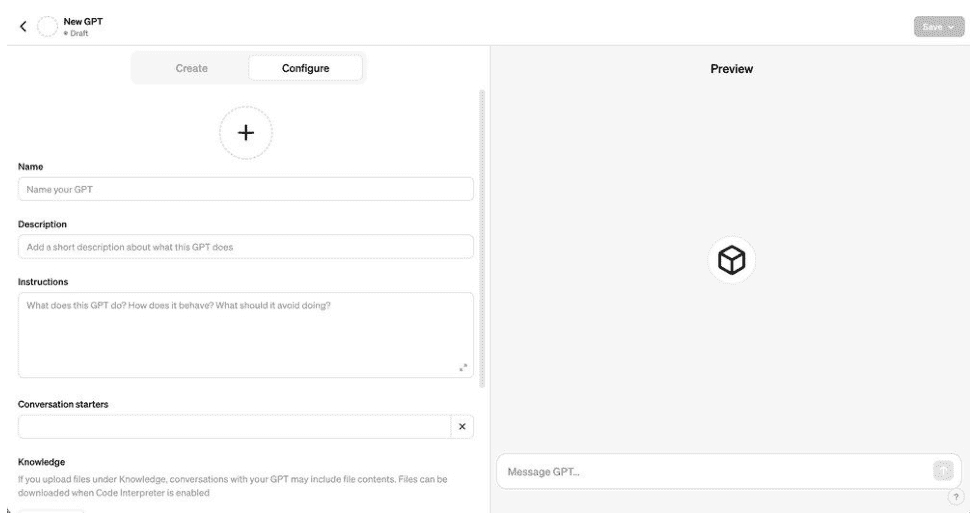 New GPT
Draft
Save
Create
Configure
Preview
Name
Name your GPT
Description
Add a short description about what this GPT does
Instructions
What does this GPT do? How does it behave? What should it avoid doing?
Conversation starters
Knowledge
If you upload files under Knowledge, conversations with your GPT may include file contents. Files can be
downloaded when Code Interpreter is enabled
Message GPT...
?